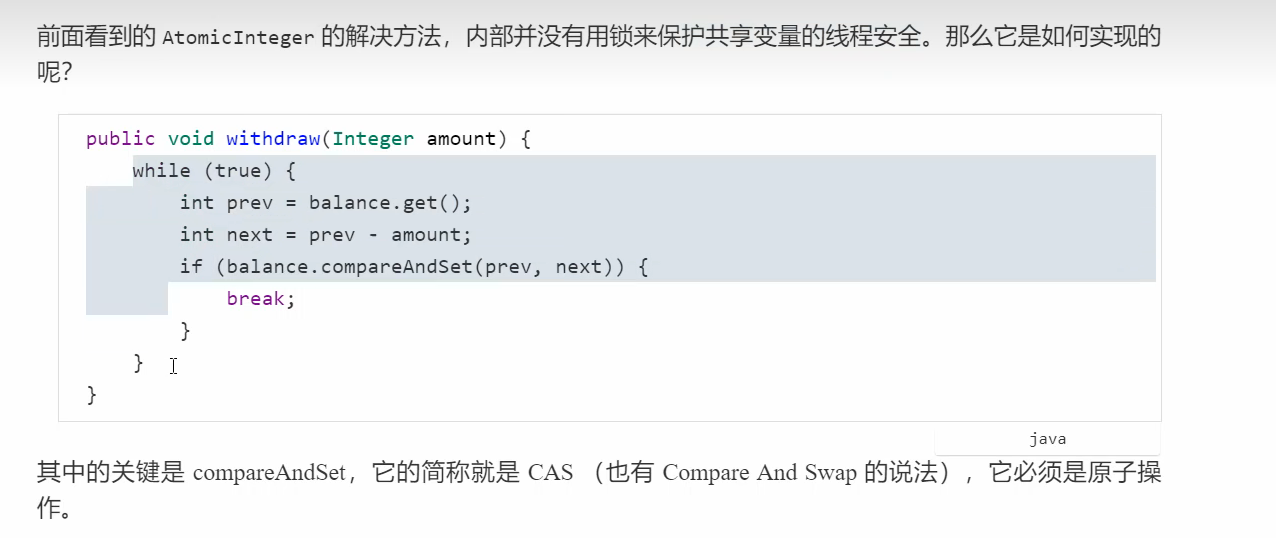 前面看到的 AtomicInteger 的解决方法，内部并没有用锁来保护共享变量的线程安全。那么它是如何实现的
呢？
public void withdraw(Integer amount) {
    while (true) {
        int prev = balance.get();
        int next = prev - amount;
        if (balance.compareAndSet(prev, next)) {
            break;
        }
    }
}
java
其中的关键是 compareAndSet，它的简称就是 CAS （也有 Compare And Swap 的说法），它必须是原子操
作。